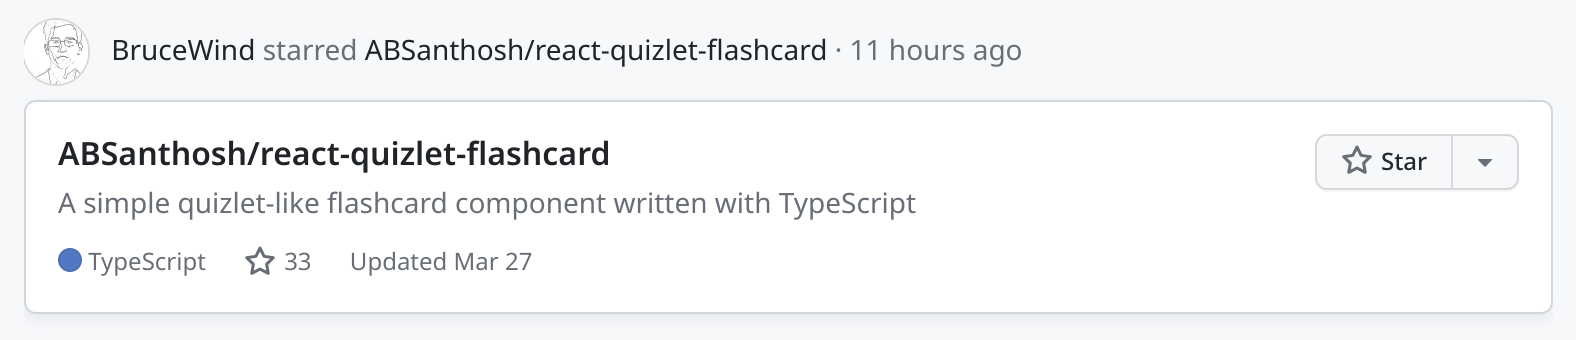 BruceWind starred ABSanthosh/react-quizlet-flashcard · 11 hours ago
ABSanthosh/react-quizlet-flashcard
Star
A simple quizlet-like flashcard component written with TypeScript
TypeScript 33 Updated Mar 27